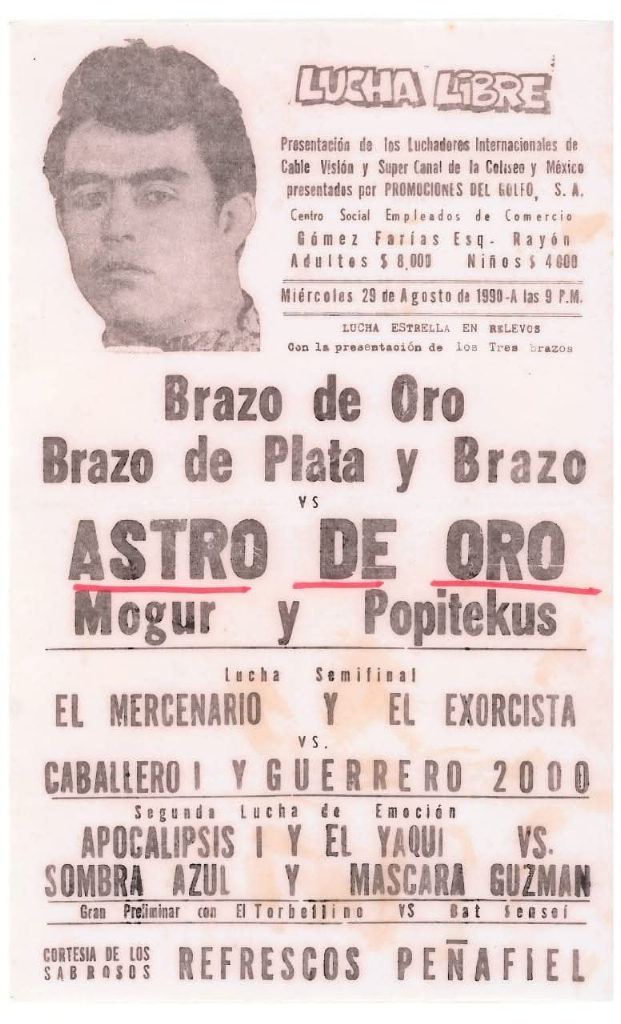 LUCHA LIBRE
Presentación de los Luchadores Internacionales de
Cable Visión y Super Canal de la Coliseo y México
presentadas por PROMOCIONES DEL GOLFO, S. A.
Centro Social Empleados de Comercio
Gómez Farías Esq. Rayón
Adultos $ 8,000 Niños $ 4000
Miércoles 29 de Agosto de 1990-A las 9 P.M.
LUCHA ESTRELLA EN RELEVOS
Con la presentación de los Tres brazos
Brazo de Oro
Brazo de Plata y Brazo
VS
ASTRO DE ORO
Mogur y Popitekus
Lucha Semifinal
EL MERCENARIO Y EL EXORCISTA
VS.
CABALLERO I Y GUERRERO 2000
Segunda Lucha de Emoción
APOCALIPSIS I Y EL YAQUI VS.
SOMBRA AZUL Y MASCARA GUZMAN
Gran Preliminar con El Torbellino VS Bat Senseí
CORTESIA DE LOS
SABROSOS
REFRESCOS PEÑAFIEL